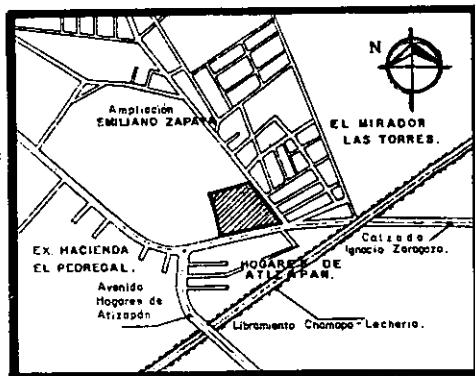 N
Ampliación
EMILIANO ZAPATA
EL MIRADOR
LAS TORRES.
EX. HACIENDA
EL PEDREGAL.
HOGARES DE
ATIZAPAN.
Calzada
Ignacio Zaragoza.
Avenida
Hogares de
Atizapán
Libramiento Chamapa-Lecheria.